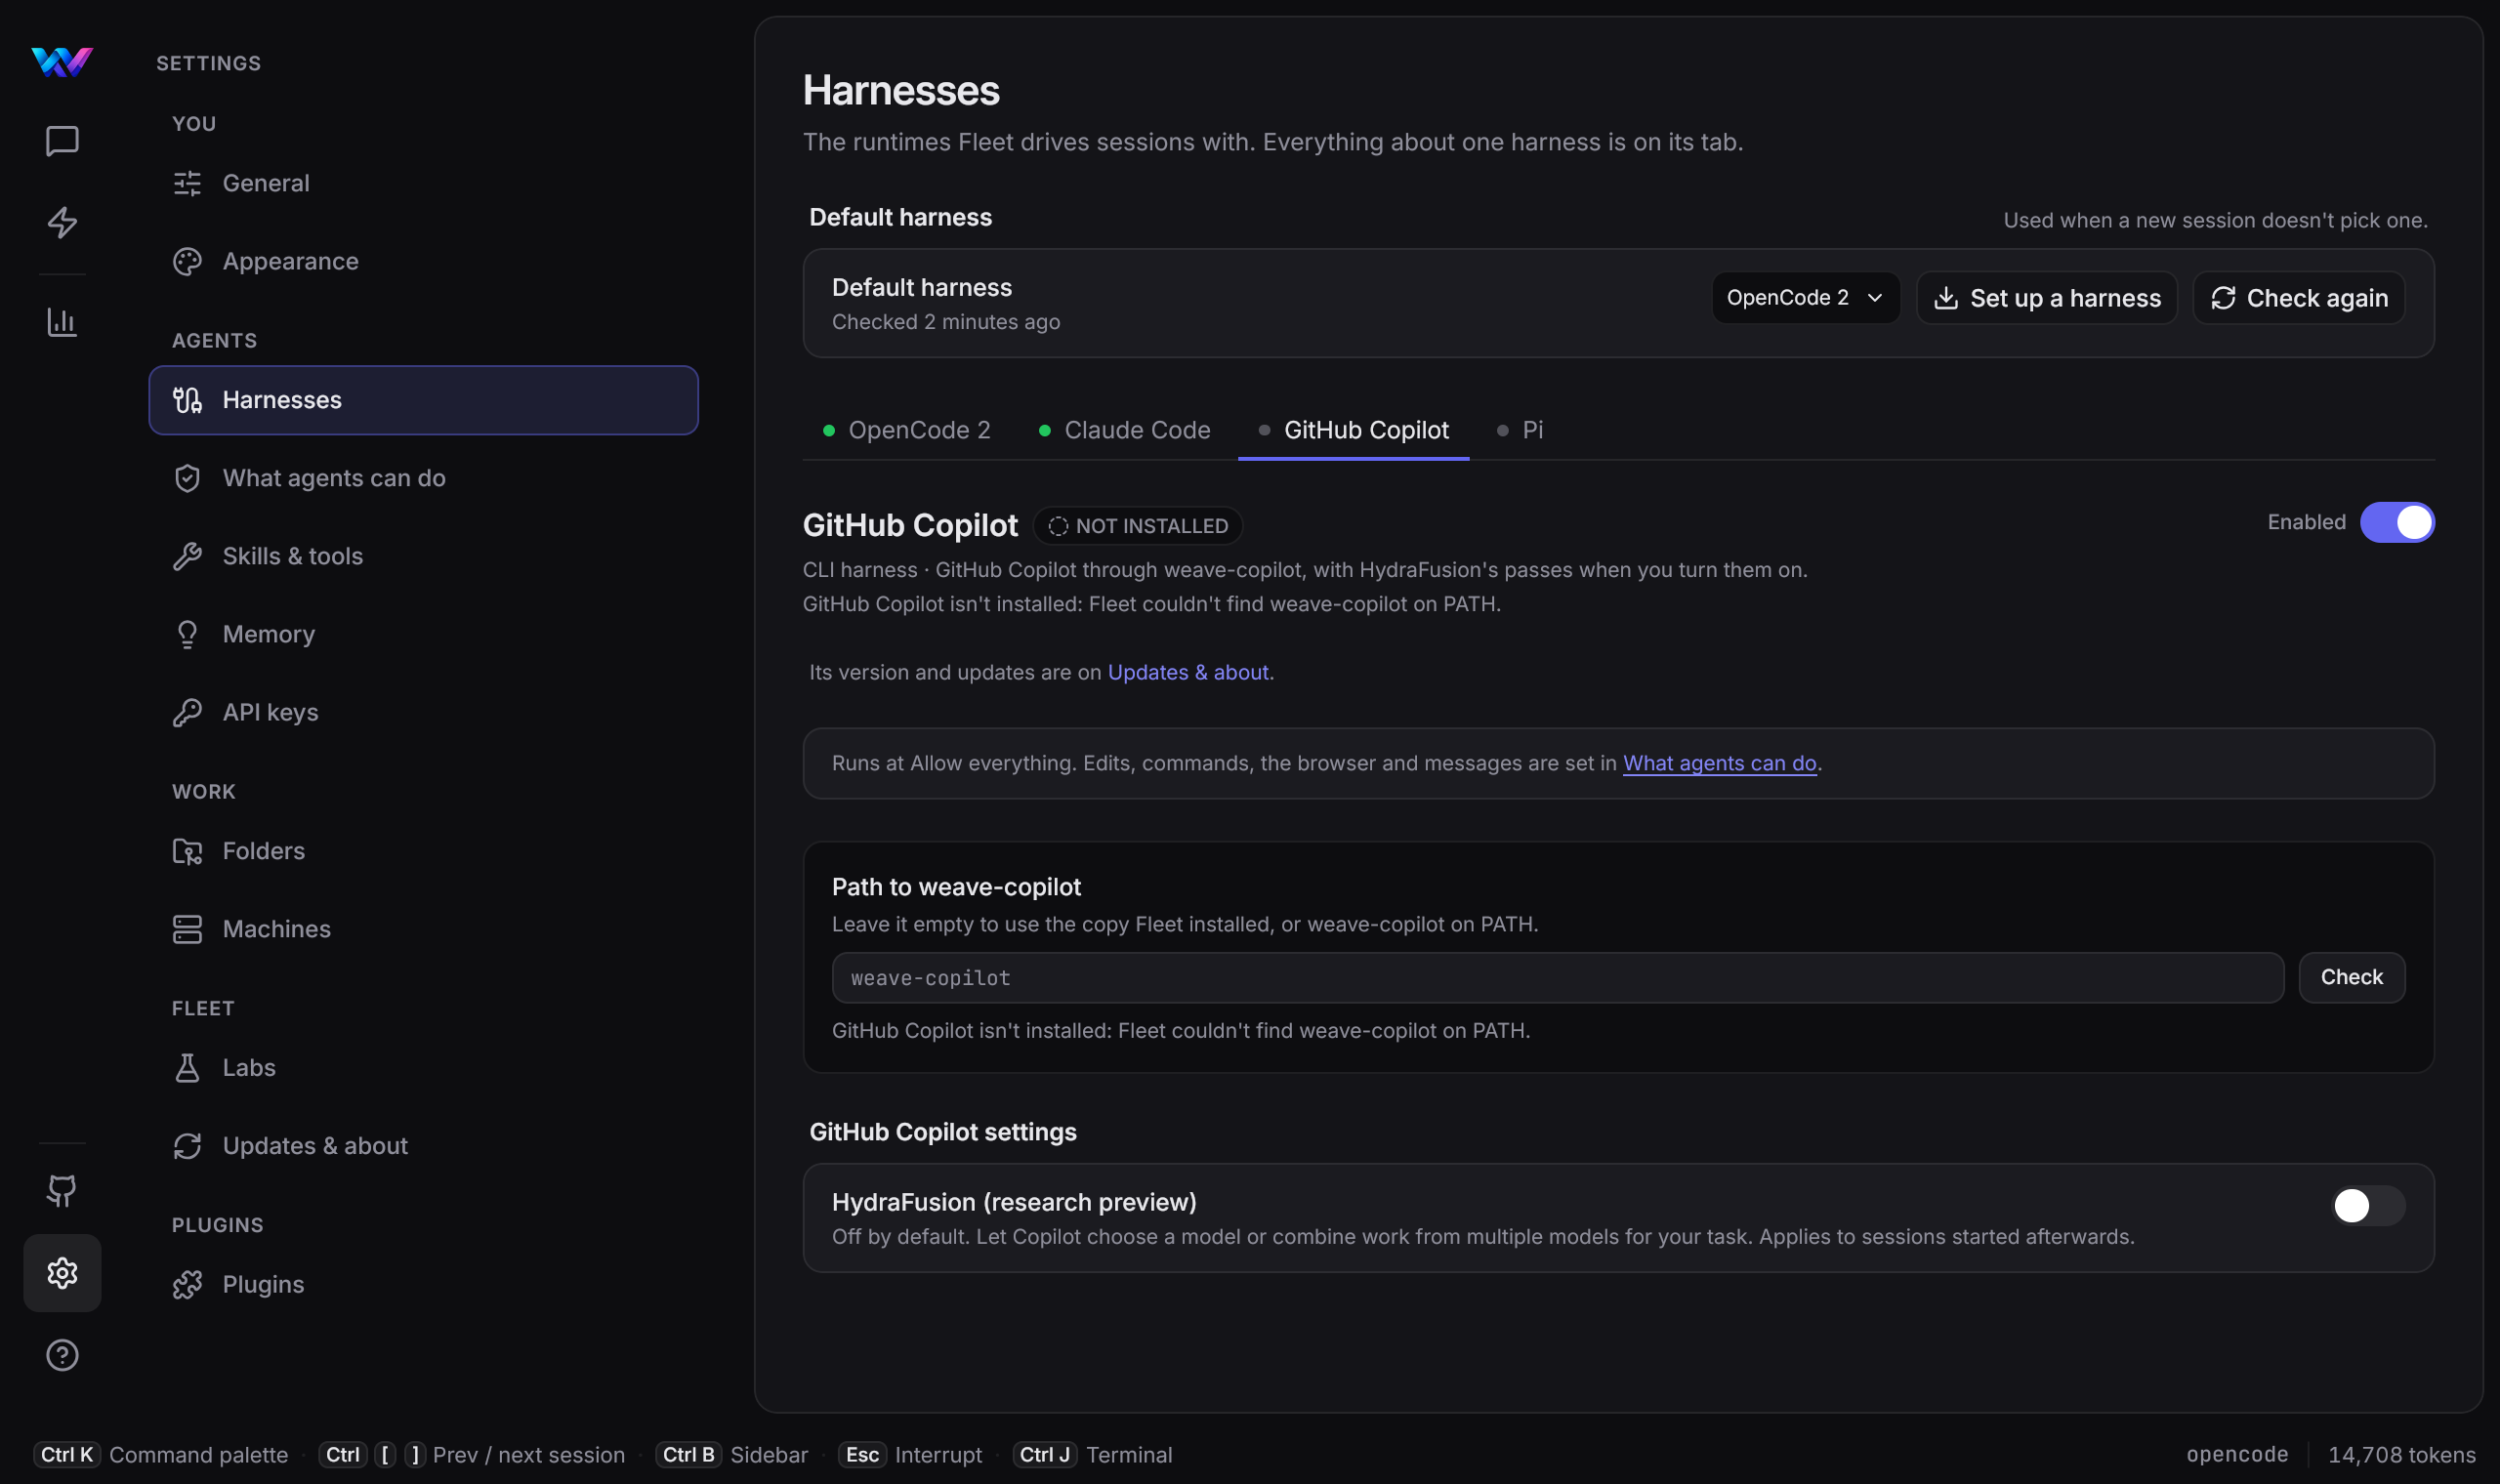 SETTINGS
YOU
General
Appearance
AGENTS
Harnesses
What agents can do
Skills & tools
Memory
API keys
WORK
Folders
Machines
FLEET
Labs
Updates & about
PLUGINS
Plugins
Harnesses
The runtimes Fleet drives sessions with. Everything about one harness is on its tab.
Default harness
Used when a new session doesn't pick one.
Default harness
Checked 2 minutes ago
OpenCode 2
Set up a harness
Check again
OpenCode 2
Claude Code
GitHub Copilot
Pi
GitHub Copilot
NOT INSTALLED
Enabled
CLI harness · GitHub Copilot through weave-copilot, with HydraFusion's passes when you turn them on.
GitHub Copilot isn't installed: Fleet couldn't find weave-copilot on PATH.
Its version and updates are on Updates & about.
Runs at Allow everything. Edits, commands, the browser and messages are set in What agents can do.
Path to weave-copilot
Leave it empty to use the copy Fleet installed, or weave-copilot on PATH.
weave-copilot
Check
GitHub Copilot isn't installed: Fleet couldn't find weave-copilot on PATH.
GitHub Copilot settings
HydraFusion (research preview)
Off by default. Let Copilot choose a model or combine work from multiple models for your task. Applies to sessions started afterwards.
Ctrl K Command palette · Ctrl [ ] Prev / next session · Ctrl B Sidebar · Esc Interrupt · Ctrl J Terminal
opencode
14,708 tokens